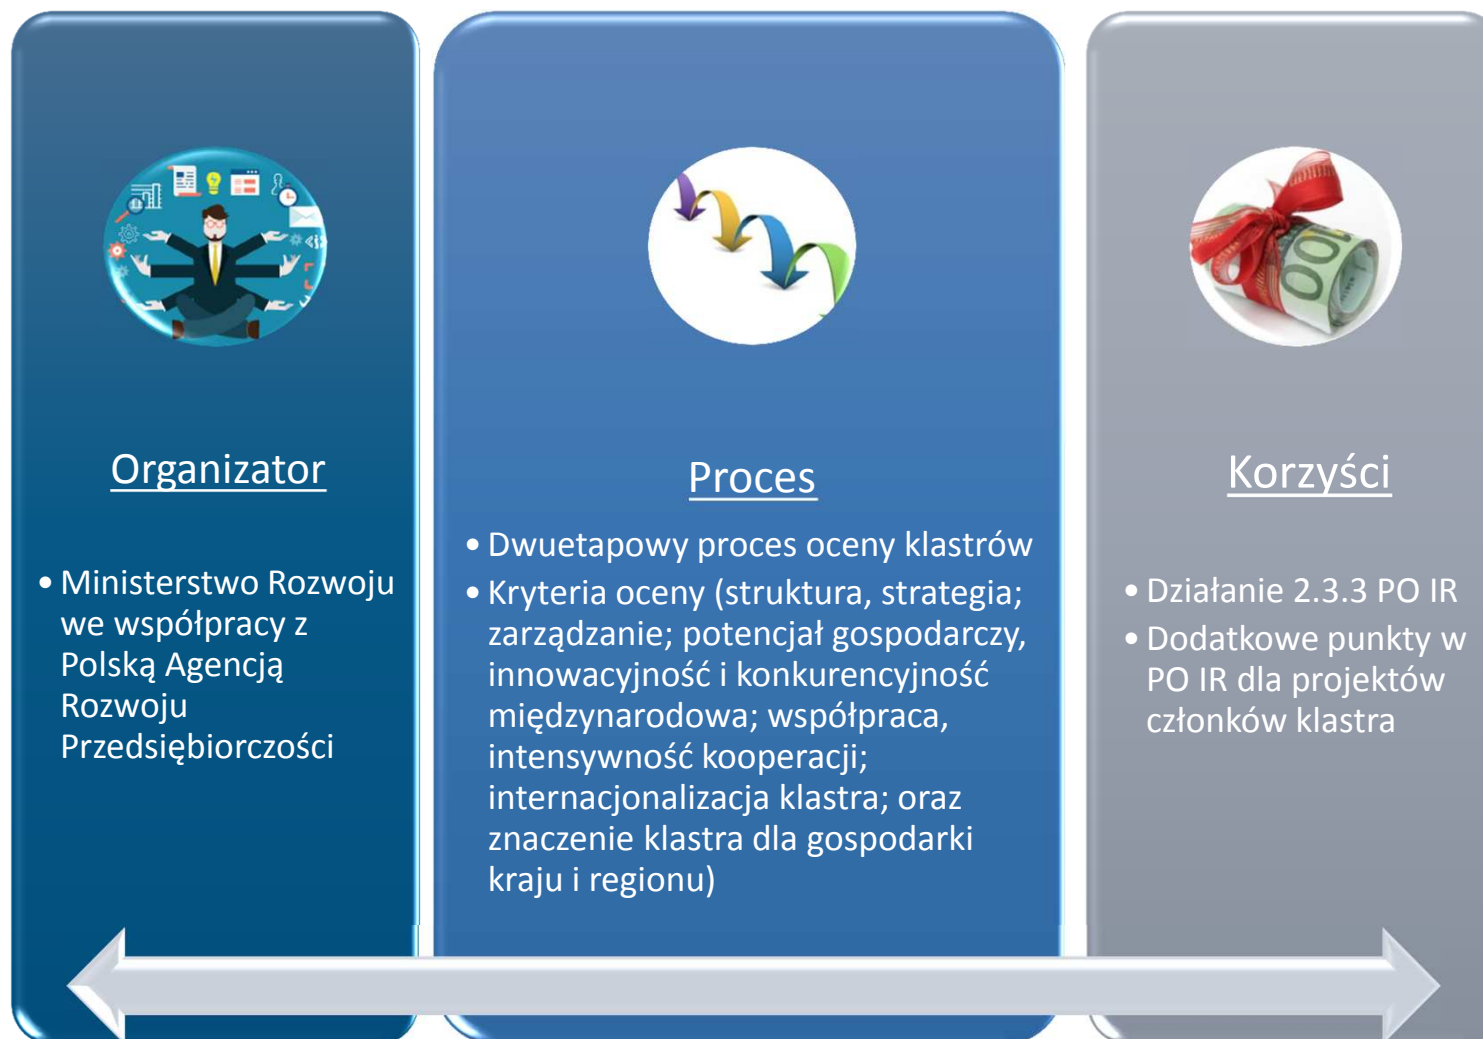 Organizator
• Ministerstwo Rozwoju
we współpracy z
Polską Agencją
Rozwoju
Przedsiębiorczości
Proces
• Dwuetapowy proces oceny klastrów
• Kryteria oceny (struktura, strategia;
zarządzanie; potencjał gospodarczy,
innowacyjność i konkurencyjność
międzynarodowa; współpraca,
intensywność kooperacji;
internacjonalizacja klastra; oraz
znaczenie klastra dla gospodarki
kraju i regionu)
Korzyści
• Działanie 2.3.3 PO IR
• Dodatkowe punkty w
PO IR dla projektów
członków klastra